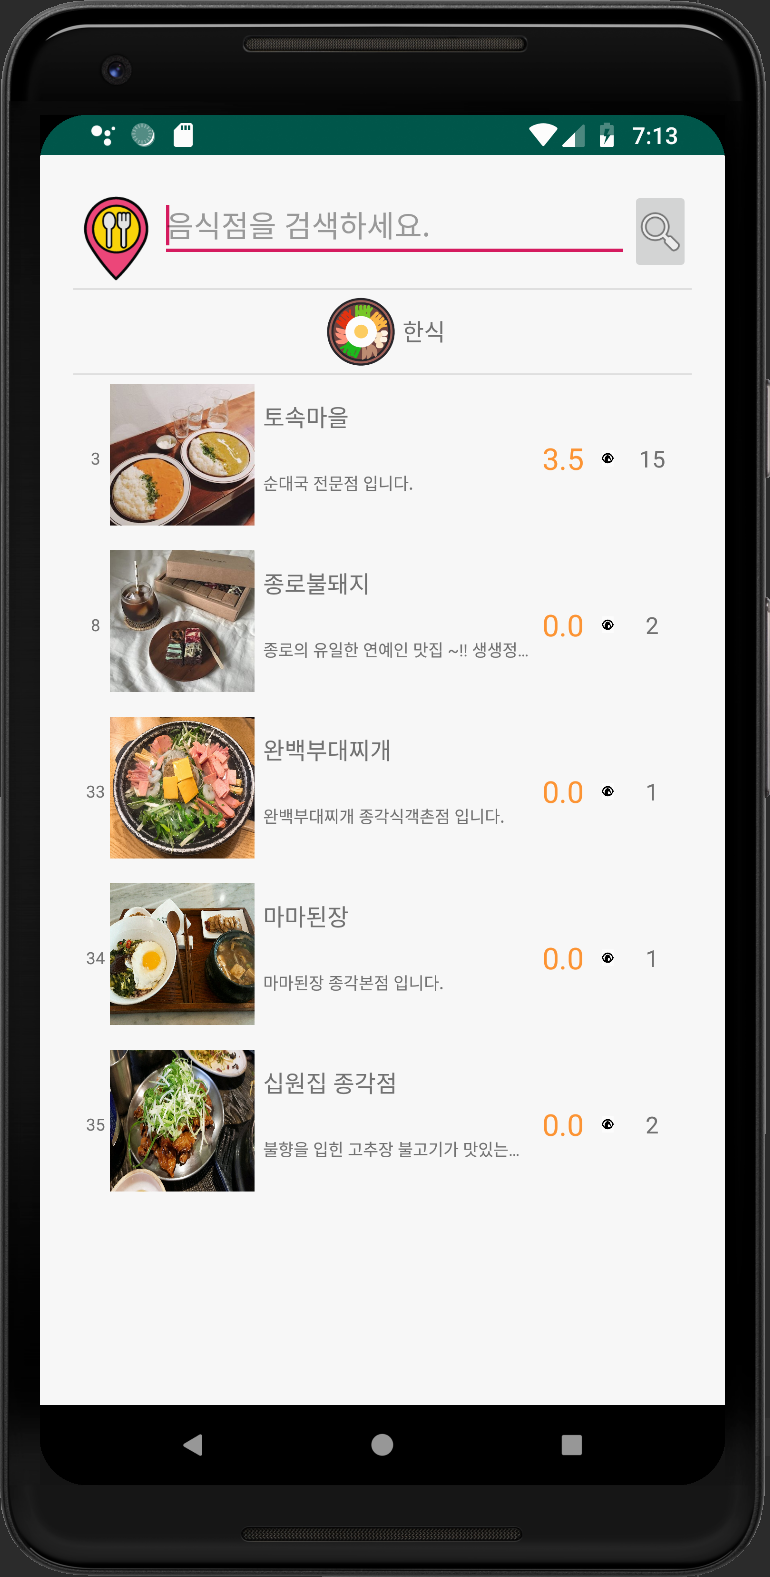 7:13
음식점을 검색하세요.
한식
토속마을
3 3.5 15
순대국 전문점 입니다.
종로불돼지
8 0.0 2
종로의 유일한 연예인 맛집 ~!! 생생정...
완백부대찌개
33 0.0 1
완백부대찌개 종각식객촌점 입니다.
마마된장
34 0.0 1
마마된장 종각본점 입니다.
십원집 종각점
35 0.0 2
불향을 입힌 고추장 불고기가 맛있는...